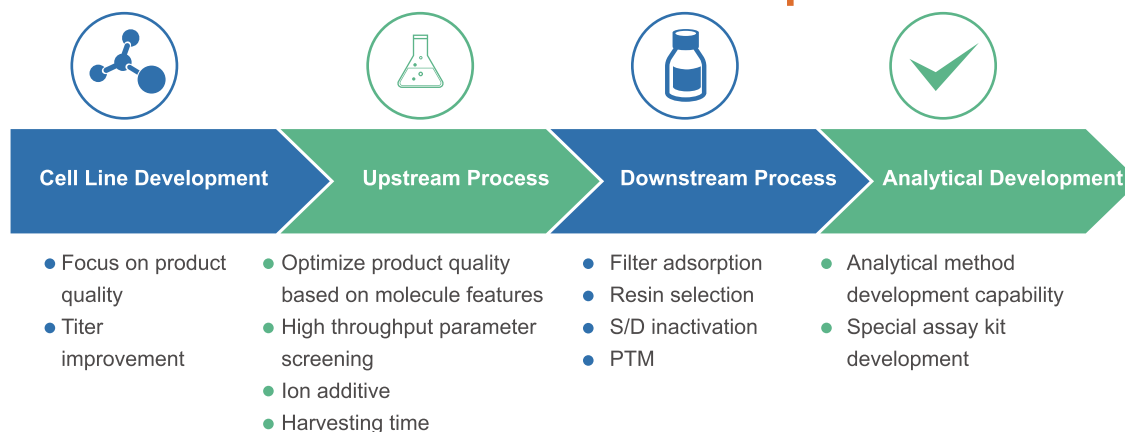 Cell Line Development
Upstream Process
Downstream Process
Analytical Development
Focus on product
quality
Titer
improvement
Optimize product quality
based on molecule features
High throughput parameter
screening
Ion additive
Harvesting time
Filter adsorption
Resin selection
S/D inactivation
PTM
Analytical method
development capability
Special assay kit
development